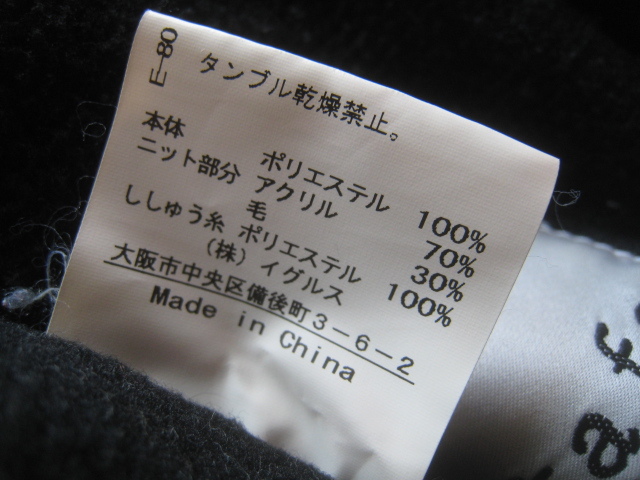 E-80
タンブル乾燥禁止。
本体 ポリエステル 100%
ニット部分 アクリル 70%
毛 30%
ししゅう糸 ポリエステル 100%
(株)イグルス
大阪市中央区備後町3-6-2
Made in China